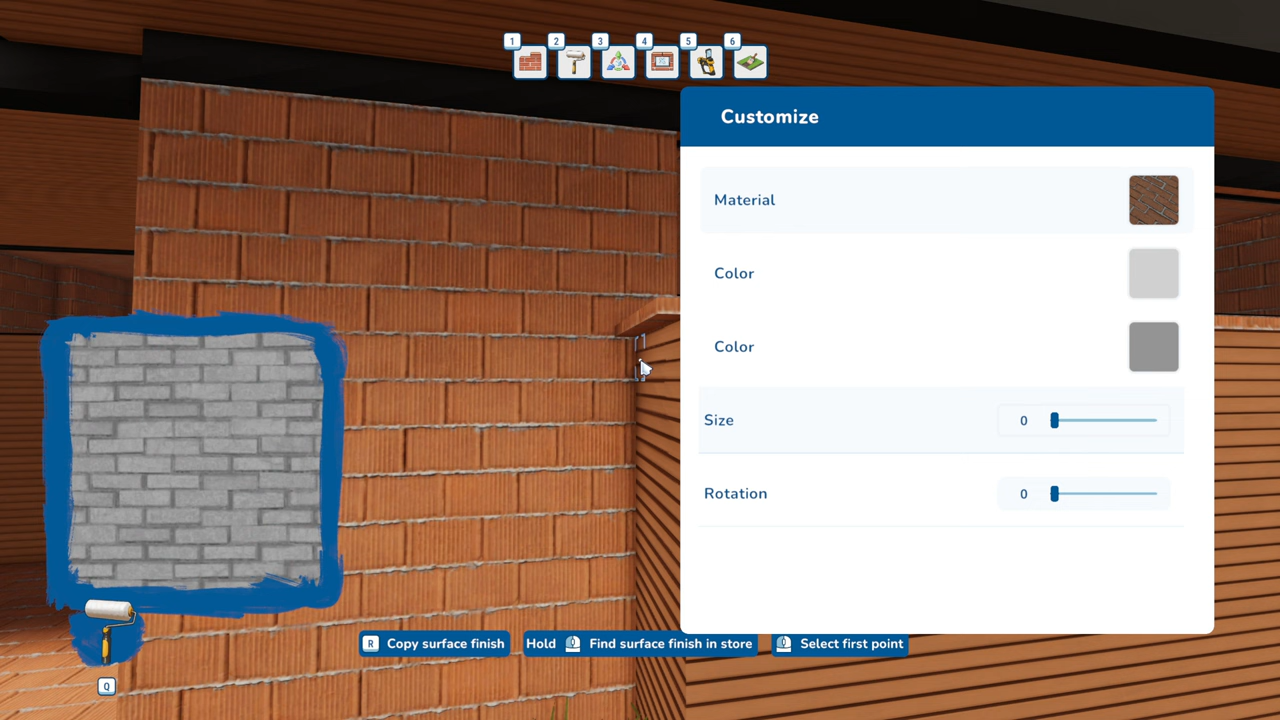 1 2 3 4 5 6
Customize
Material
Color
Color
Size 0
Rotation 0
R Copy surface finish Hold Find surface finish in store Select first point
Q